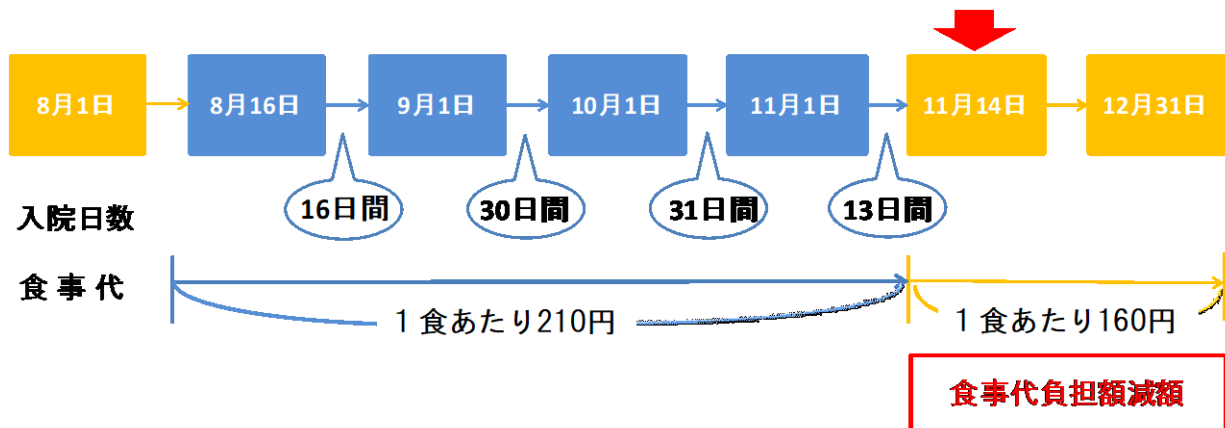 8月1日
8月16日
9月1日
10月1日
11月1日
11月14日
12月31日
入院日数
16日間
30日間
31日間
13日間
食事代
1食あたり210円
1食あたり160円
食事代負担額減額